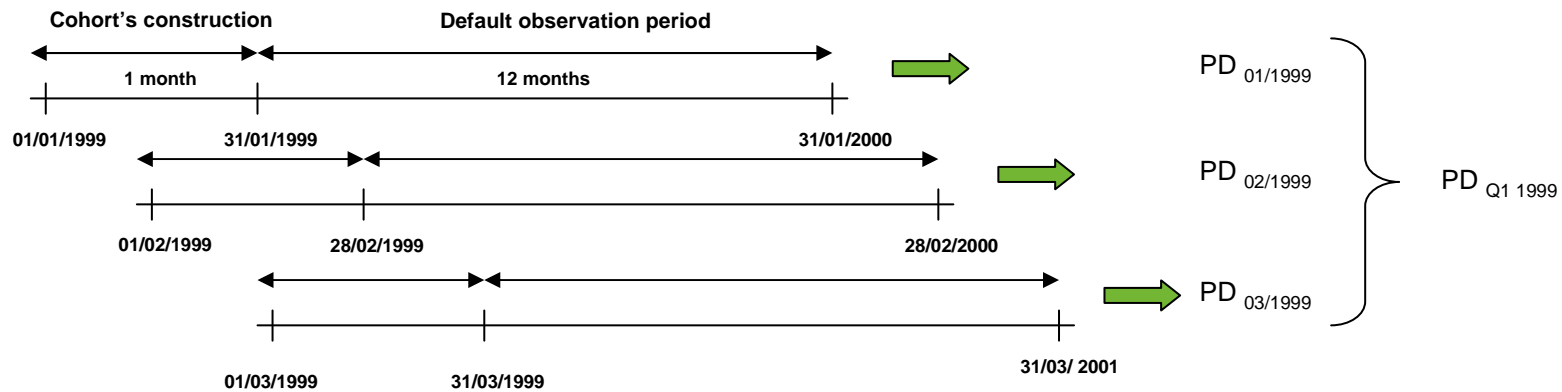 Cohort's construction Default observation period
1 month 12 months PD 01/1999
01/01/1999 31/01/1999 31/01/2000
PD 02/1999 PD Q1 1999
01/02/1999 28/02/1999 28/02/2000
PD 03/1999
01/03/1999 31/03/1999 31/03/ 2001